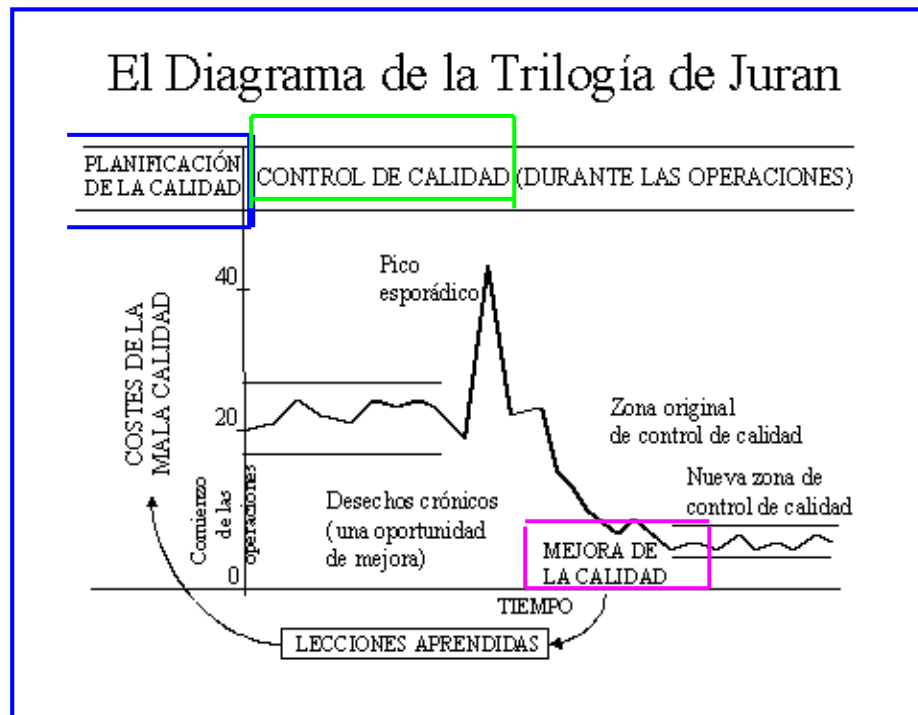 El Diagrama de la Trilogía de Juran
PLANIFICACIÓN
DE LA CALIDAD
CONTROL DE CALIDAD (DURANTE LAS OPERACIONES)
40
Pico
esporádico
COSTES DE LA
MALA CALIDAD
20
Zona original
de control de calidad
Nueva zona de
control de calidad
Comienzo
de las
operaciones
Desechos crónicos
(una oportunidad
de mejora)
MEJORA DE
LA CALIDAD
0
TIEMPO
LECCIONES APRENDIDAS